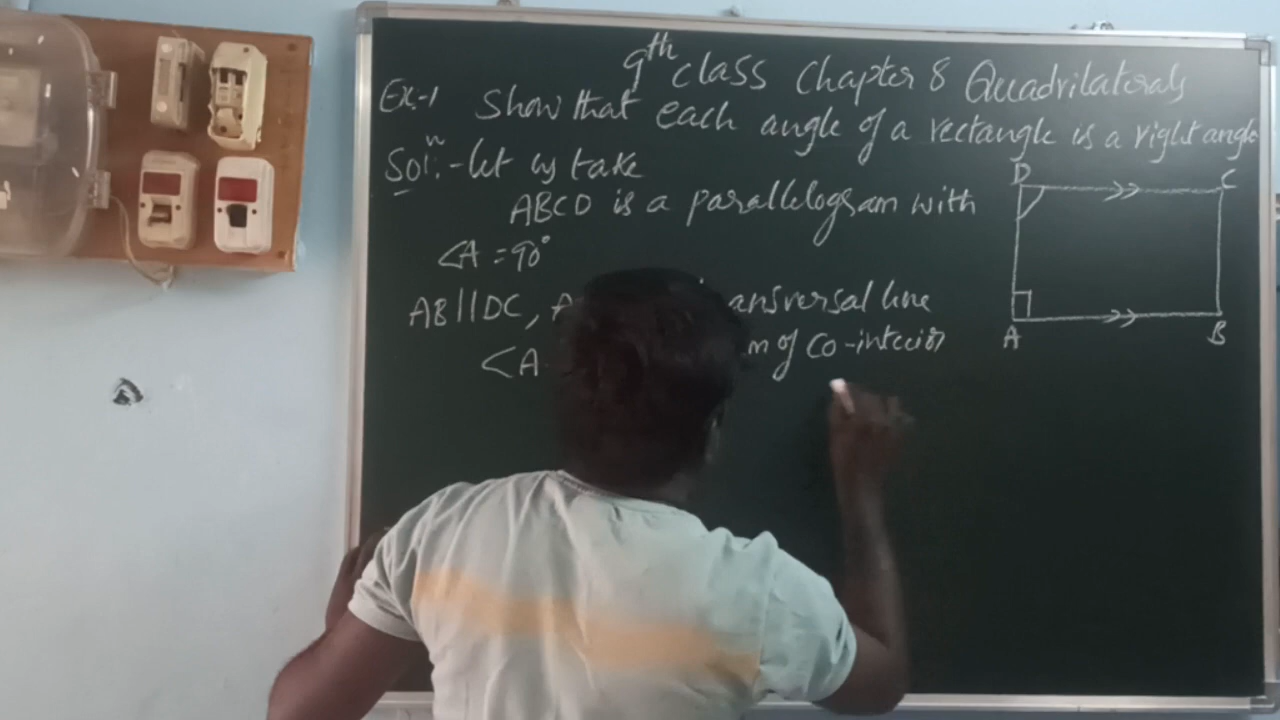 9th class Chapter 8 Quadrilaterals
Ex:-1 Show that each angle of a rectangle is a right angle
Soln:- let us take
ABCD is a parallelogram with
∠A = 90°
AB || DC, line
∠A of co-interior
D C
A B